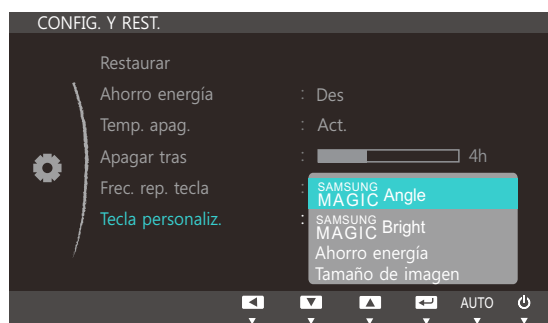 CONFIG. Y REST.
Restaurar
Ahorro energía : Des
Temp. apag. : Act.
Apagar tras : 4h
Frec. rep. tecla :
Tecla personaliz. :
SAMSUNG MAGIC Angle
SAMSUNG MAGIC Bright
Ahorro energía
Tamaño de imagen
AUTO